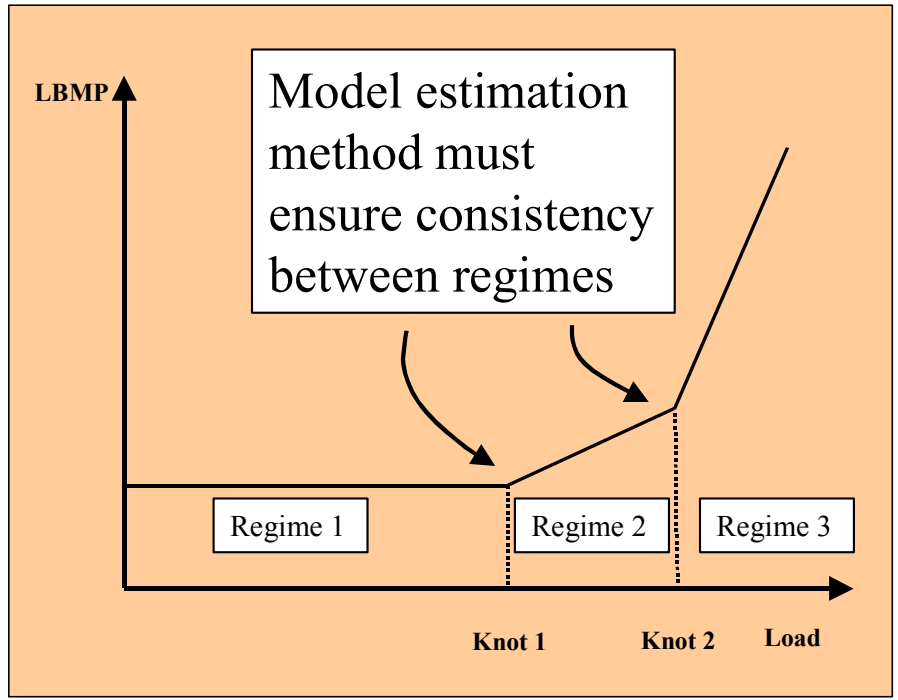 LBMP
Model estimation
method must
ensure consistency
between regimes
Regime 1
Regime 2
Regime 3
Knot 1
Knot 2
Load